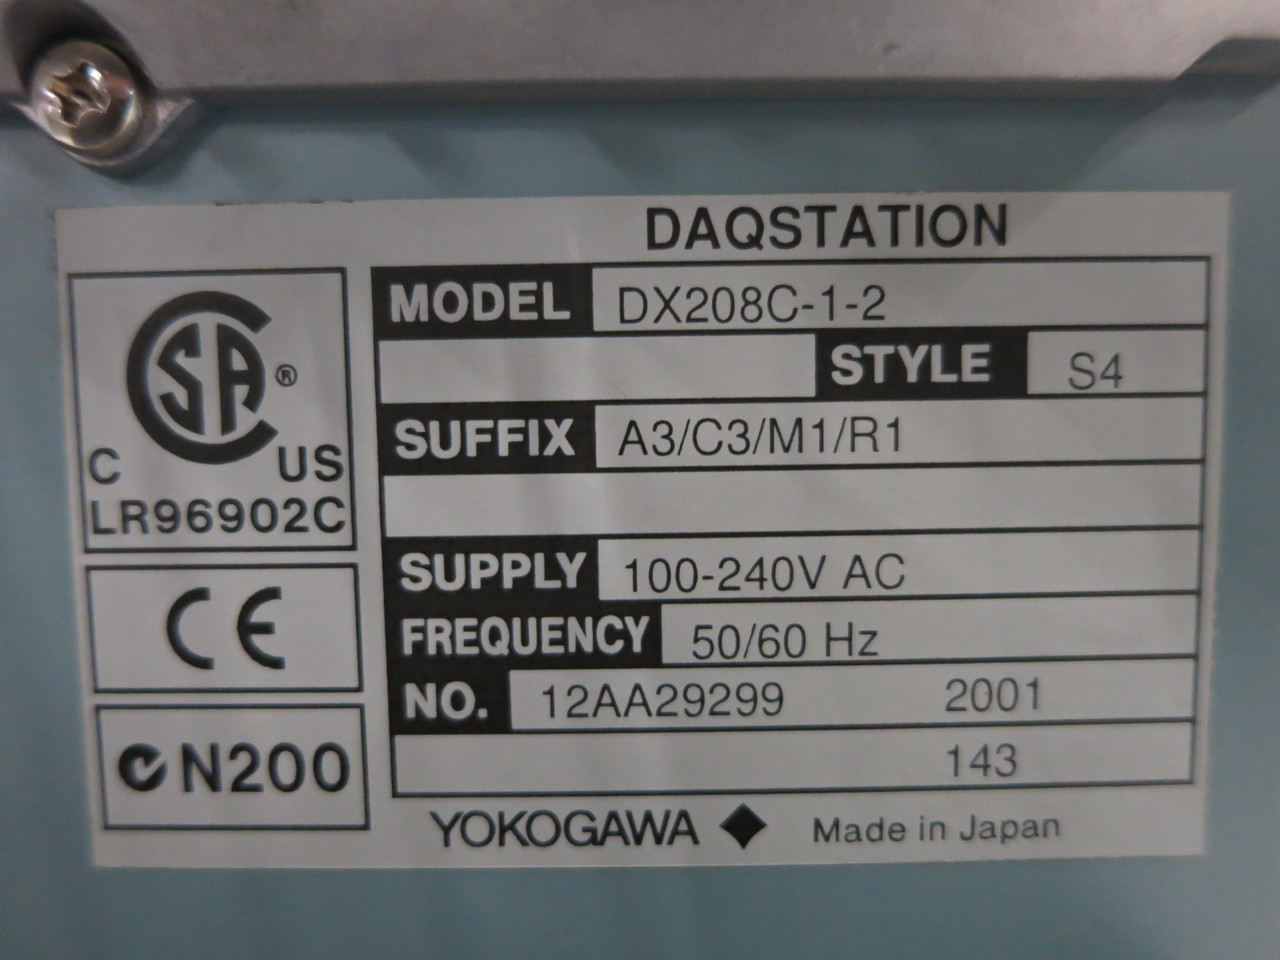 DAQSTATION
MODEL DX208C-1-2
STYLE S4
SUFFIX A3/C3/M1/R1
SUPPLY 100-240V AC
FREQUENCY 50/60 Hz
NO. 12AA29299 2001
143
YOKOGAWA Made in Japan
SA ®
C US
LR96902C
CE
N200